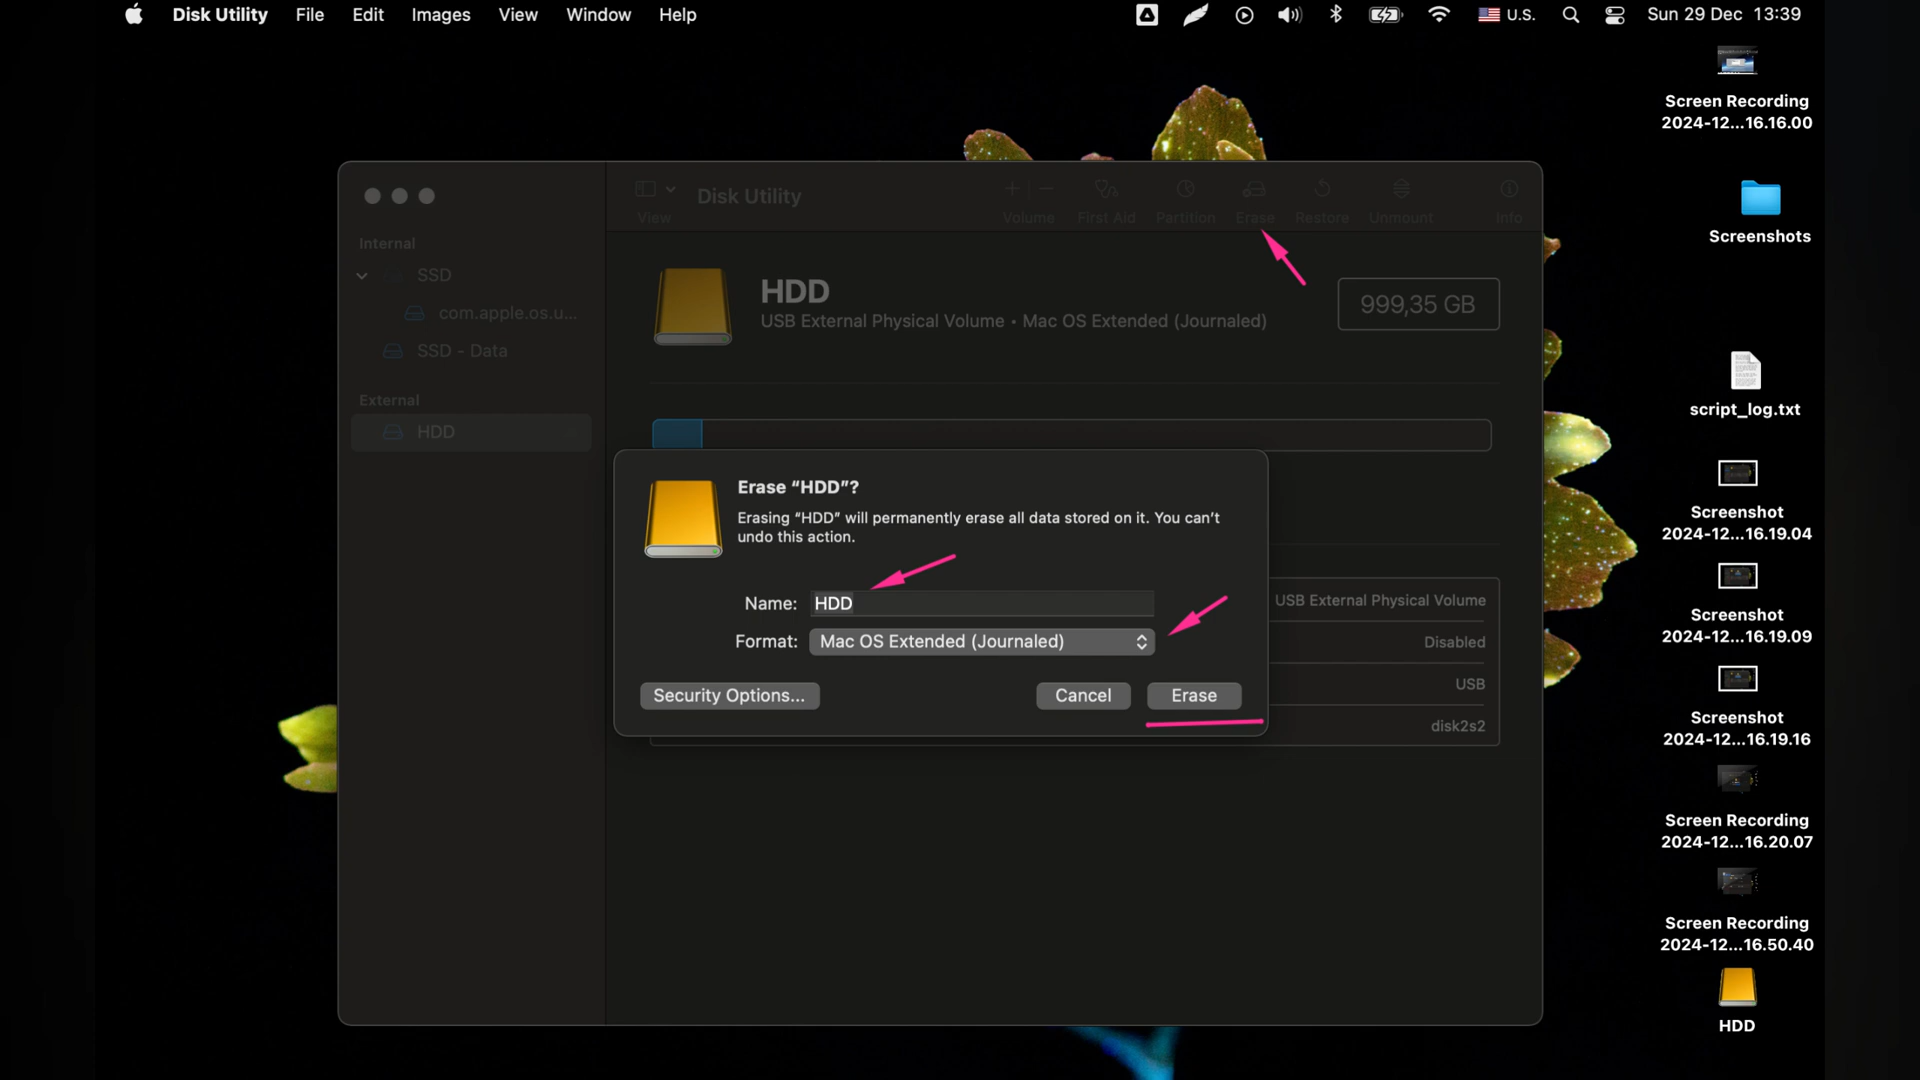 Disk Utility File Edit Images View Window Help U.S. Sun 29 Dec 13:39
Screen Recording
2024-12...16.16.00
Screenshots
script_log.txt
Screenshot
2024-12...16.19.04
Screenshot
2024-12...16.19.09
Screenshot
2024-12...16.19.16
Screen Recording
2024-12...16.20.07
Screen Recording
2024-12...16.50.40
HDD
View
Disk Utility
Volume First Aid Partition Erase Restore Unmount Info
Internal
SSD
com.apple.os.u...
SSD - Data
External
HDD
HDD
USB External Physical Volume • Mac OS Extended (Journaled)
999,35 GB
Erase “HDD”?
Erasing “HDD” will permanently erase all data stored on it. You can’t
undo this action.
Name: HDD
Format: Mac OS Extended (Journaled)
Security Options... Cancel Erase
USB External Physical Volume
Disabled
USB
disk2s2